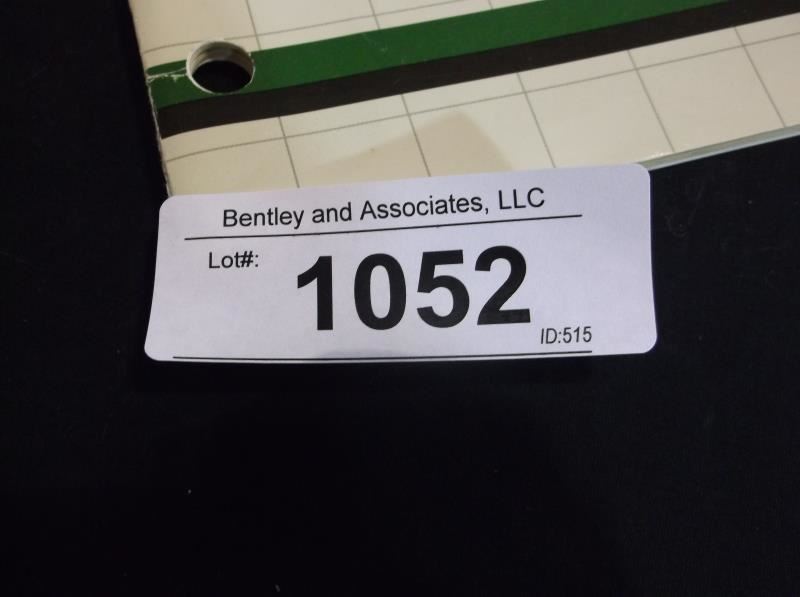 Bentley and Associates, LLC
Lot#: 1052
ID:515